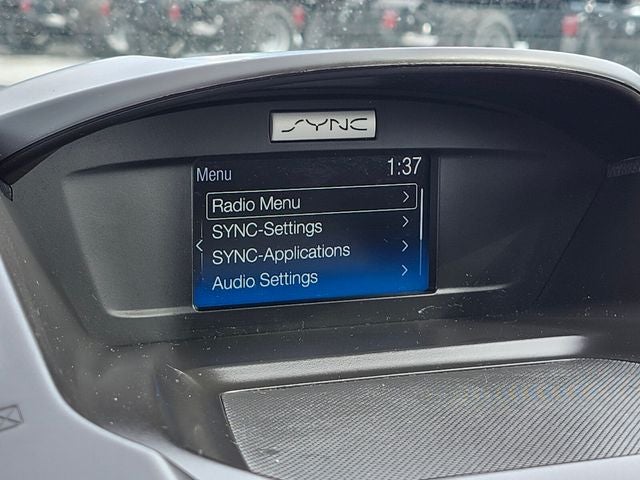 SYNC
Menu 1:37
Radio Menu
SYNC-Settings
SYNC-Applications
Audio Settings